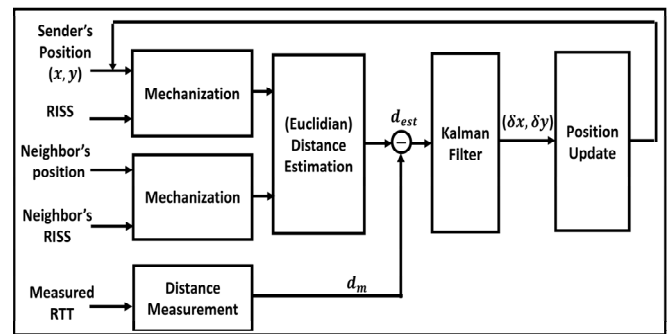 Sender's
Position
(x, y)
RISS
Mechanization
Neighbor's
position
Neighbor's
RISS
Mechanization
(Euclidian)
Distance
Estimation
d_est
−
Kalman
Filter
(δx, δy)
Position
Update
Measured
RTT
Distance
Measurement
d_m